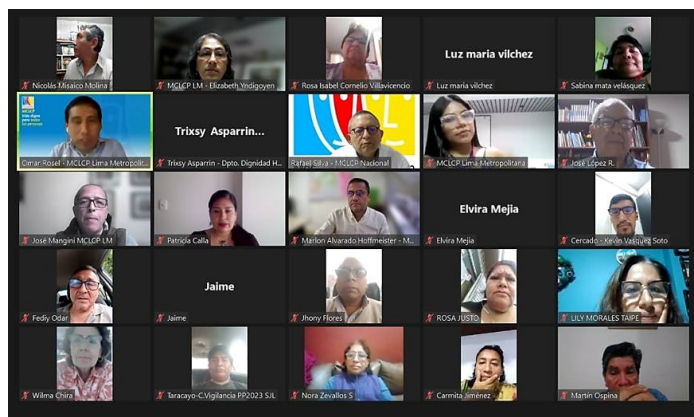 Nicolás Misaico Molina
MCLCP LM - Elizabeth Yndigoyen
Rosa Isabel Cornelio Villavicencio
Luz maria vilchez
Luz maria vilchez
Sabina mata velásquez
MCLCP
Omar Rosel - MCLCP Lima Metropolit...
Trixsy Asparrin...
Trixsy Asparrin - Dpto. Dignidad H...
Rafael Silva - MCLCP Nacional
MCLCP Lima Metropolitana
José López R.
José Mangini MCLCP LM
Patricia Calla
Marlon Alvarado Hoffmeister - M...
Elvira Mejia
Elvira Mejia
Cercado - Kevin Vasquez Soto
Fediy Odar
Jaime
Jaime
Jhony Flores
ROSA JUSTO
LILY MORALES TAIPE
Wilma Chira
Taracayo-C.Vigilancia PP2023 SJL
Nora Zevallos S
Carmita Jiménez
Martín Ospina